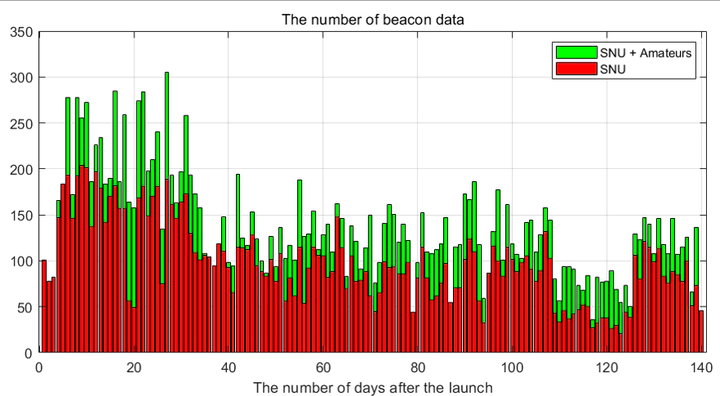 The number of beacon data
SNU + Amateurs
SNU
350
300
250
200
150
100
50
0
0 20 40 60 80 100 120 140
The number of days after the launch